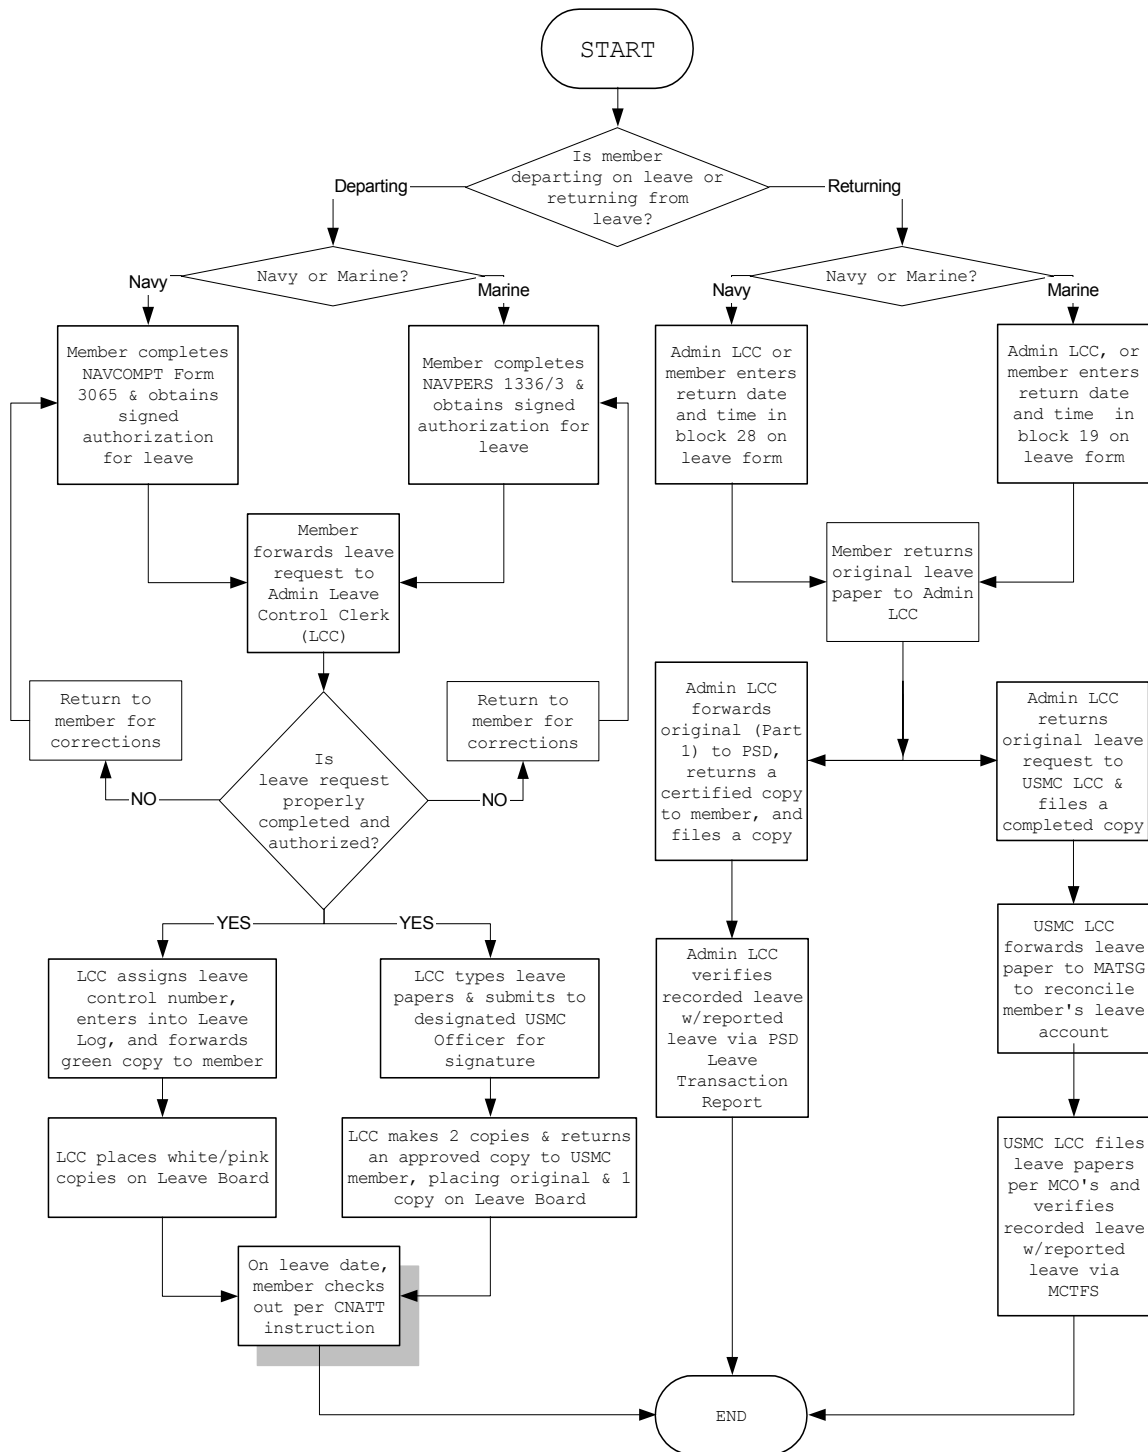 START
Is member
departing on leave or
returning from
leave?
Departing
Returning
Navy or Marine?
Navy
Marine
Navy or Marine?
Navy
Marine
Member completes
NAVCOMPT Form
3065 & obtains
signed
authorization
for leave
Member completes
NAVPERS 1336/3 &
obtains signed
authorization for
leave
Admin LCC or
member enters
return date
and time in
block 28 on
leave form
Admin LCC, or
member enters
return date
and time in
block 19 on
leave form
Member
forwards leave
request to
Admin Leave
Control Clerk
(LCC)
Member returns
original leave
paper to Admin
LCC
Return to
member for
corrections
Return to
member for
corrections
Is
leave request
properly
completed and
authorized?
NO
NO
YES
YES
Admin LCC
forwards
original (Part
1) to PSD,
returns a
certified copy
to member, and
files a copy
Admin LCC
returns
original leave
request to
USMC LCC &
files a
completed copy
LCC assigns leave
control number,
enters into Leave
Log, and forwards
green copy to member
LCC types leave
papers & submits to
designated USMC
Officer for
signature
Admin LCC
verifies
recorded leave
w/reported
leave via PSD
Leave
Transaction
Report
USMC LCC
forwards leave
paper to MATSG
to reconcile
member's leave
account
LCC places white/pink
copies on Leave Board
LCC makes 2 copies & returns
an approved copy to USMC
member, placing original & 1
copy on Leave Board
USMC LCC files
leave papers
per MCO's and
verifies
recorded leave
w/reported
leave via
MCTFS
On leave date,
member checks
out per CNATT
instruction
END